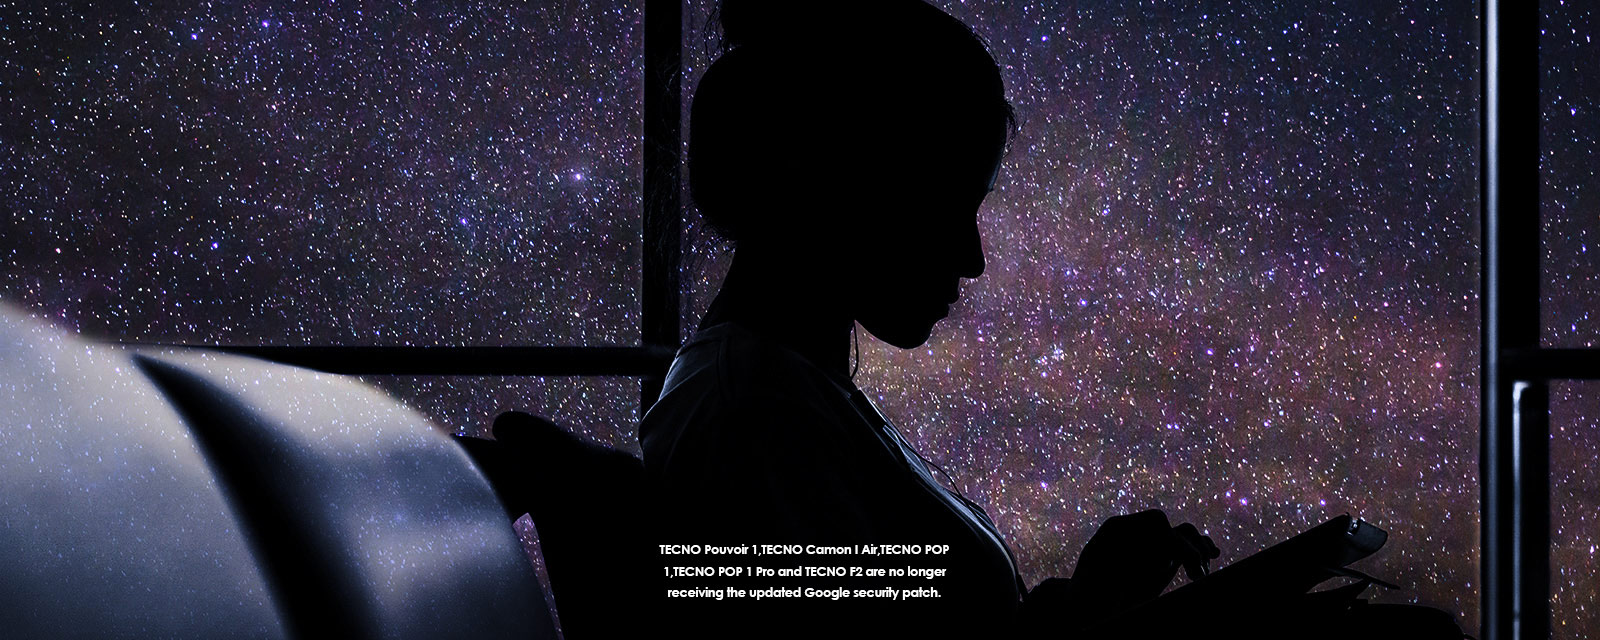 TECNO Pouvoir 1,TECNO Camon I Air,TECNO POP
1,TECNO POP 1 Pro and TECNO F2 are no longer
receiving the updated Google security patch.